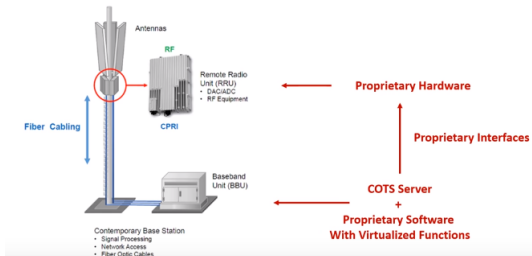 Antennas
RF
Remote Radio
Unit (RRU)
• DAC/ADC
• RF Equipment
Proprietary Hardware
Fiber Cabling
CPRI
Proprietary Interfaces
Baseband
Unit (BBU)
COTS Server
+
Proprietary Software
With Virtualized Functions
Contemporary Base Station
• Signal Processing
• Network Access
• Fiber Optic Cables